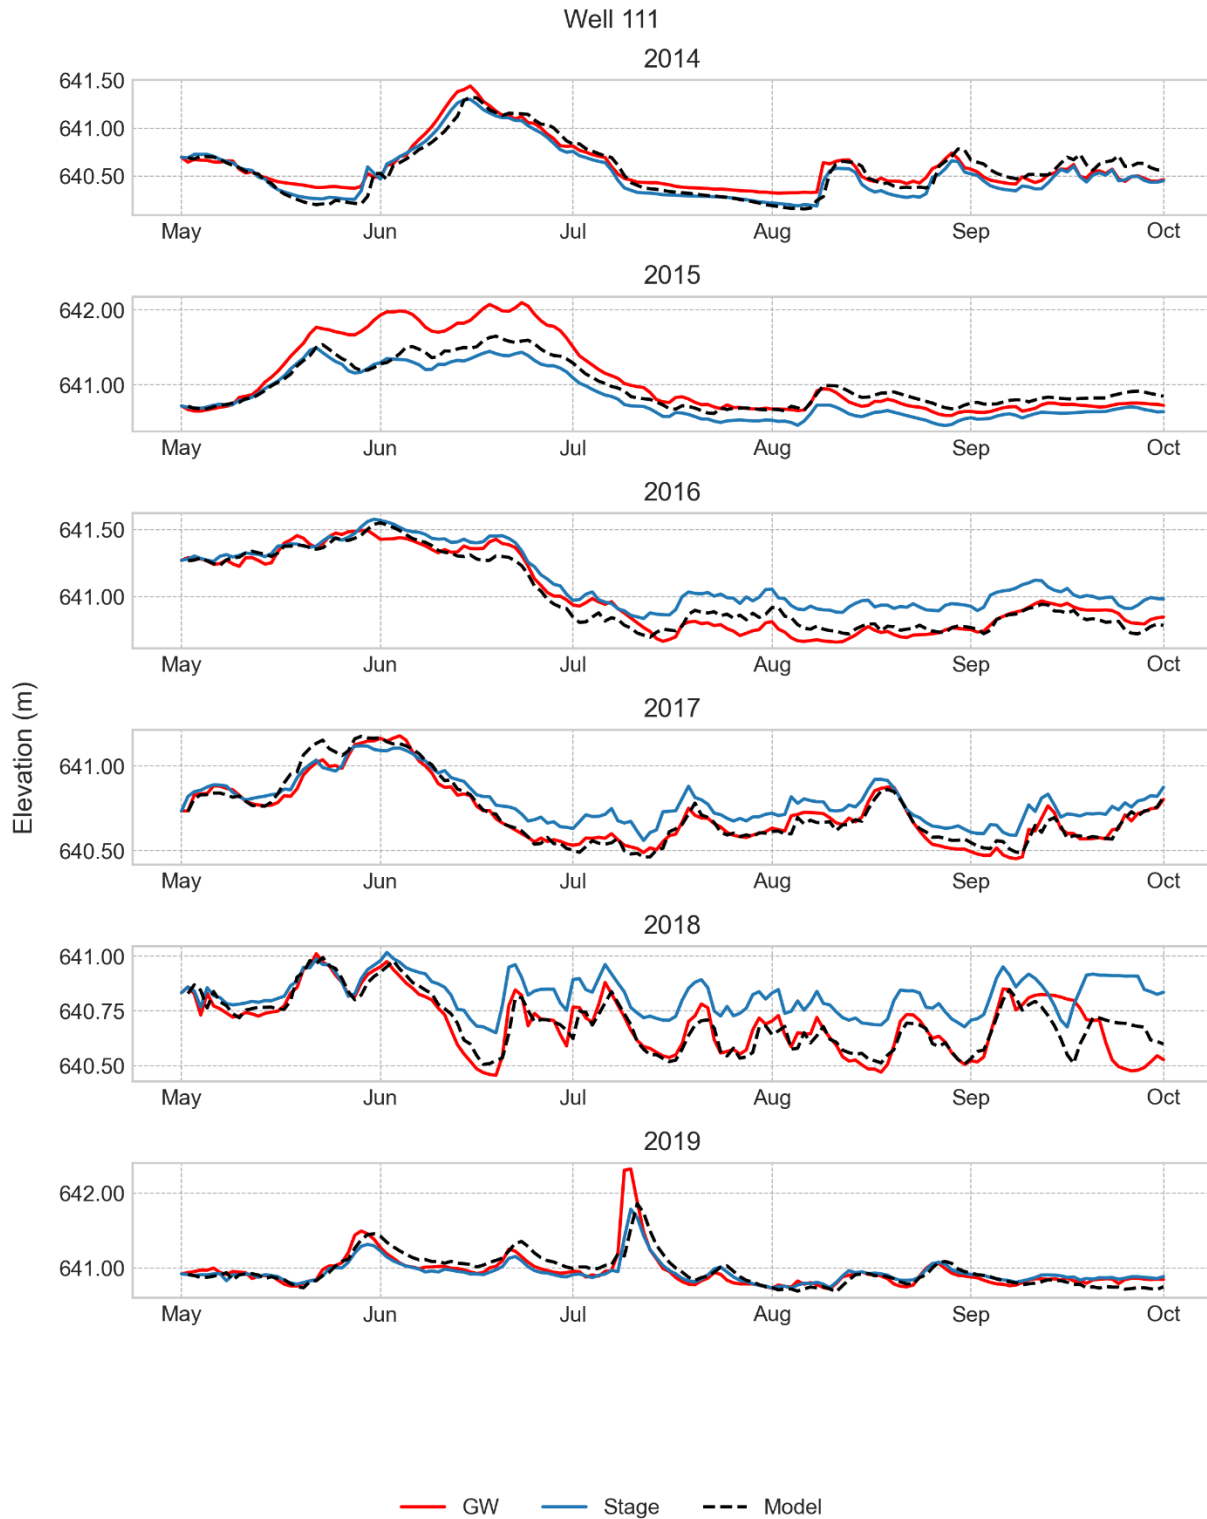 Well 111
2014
641.50
641.00
640.50
May Jun Jul Aug Sep Oct
2015
642.00
641.00
May Jun Jul Aug Sep Oct
2016
641.50
641.00
May Jun Jul Aug Sep Oct
Elevation (m)
2017
641.00
640.50
May Jun Jul Aug Sep Oct
2018
641.00
640.75
640.50
May Jun Jul Aug Sep Oct
2019
642.00
641.00
May Jun Jul Aug Sep Oct
GW Stage Model